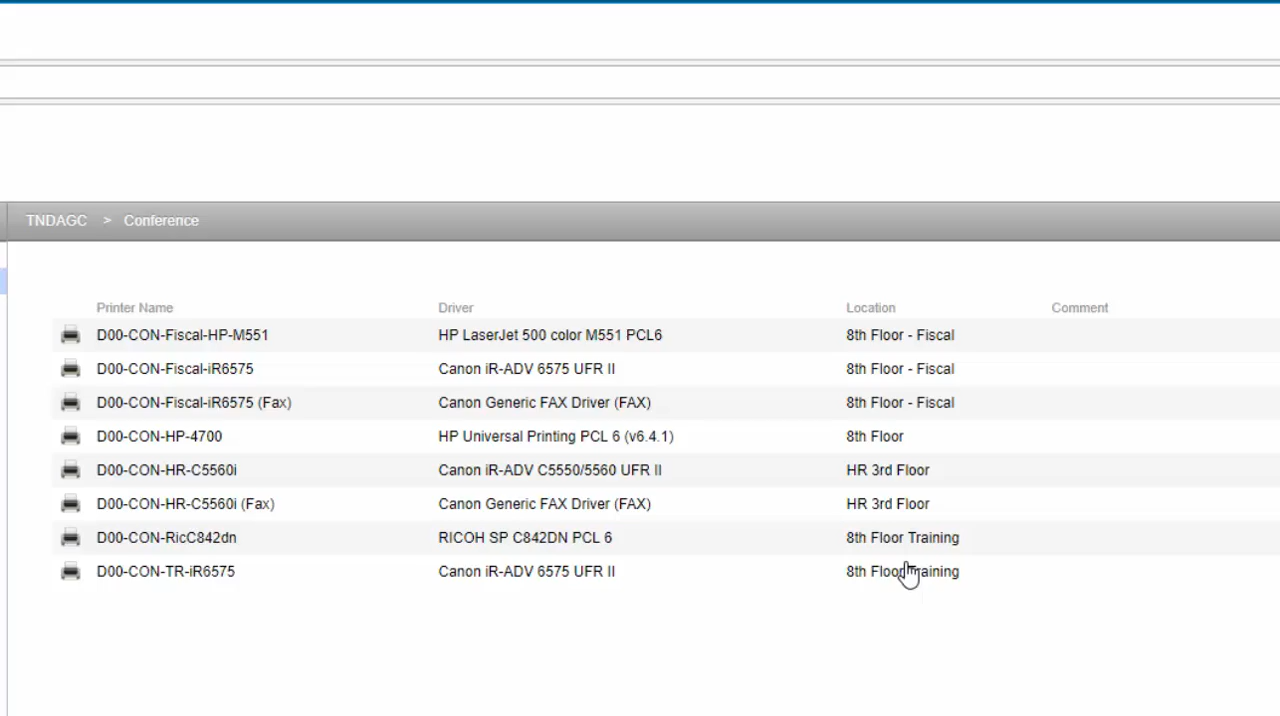 TNDAGC > Conference
Printer Name Driver Location Comment
D00-CON-Fiscal-HP-M551 HP LaserJet 500 color M551 PCL6 8th Floor - Fiscal
D00-CON-Fiscal-iR6575 Canon iR-ADV 6575 UFR II 8th Floor - Fiscal
D00-CON-Fiscal-iR6575 (Fax) Canon Generic FAX Driver (FAX) 8th Floor - Fiscal
D00-CON-HP-4700 HP Universal Printing PCL 6 (v6.4.1) 8th Floor
D00-CON-HR-C5560i Canon iR-ADV C5550/5560 UFR II HR 3rd Floor
D00-CON-HR-C5560i (Fax) Canon Generic FAX Driver (FAX) HR 3rd Floor
D00-CON-RicC842dn RICOH SP C842DN PCL 6 8th Floor Training
D00-CON-TR-iR6575 Canon iR-ADV 6575 UFR II 8th Floor Training